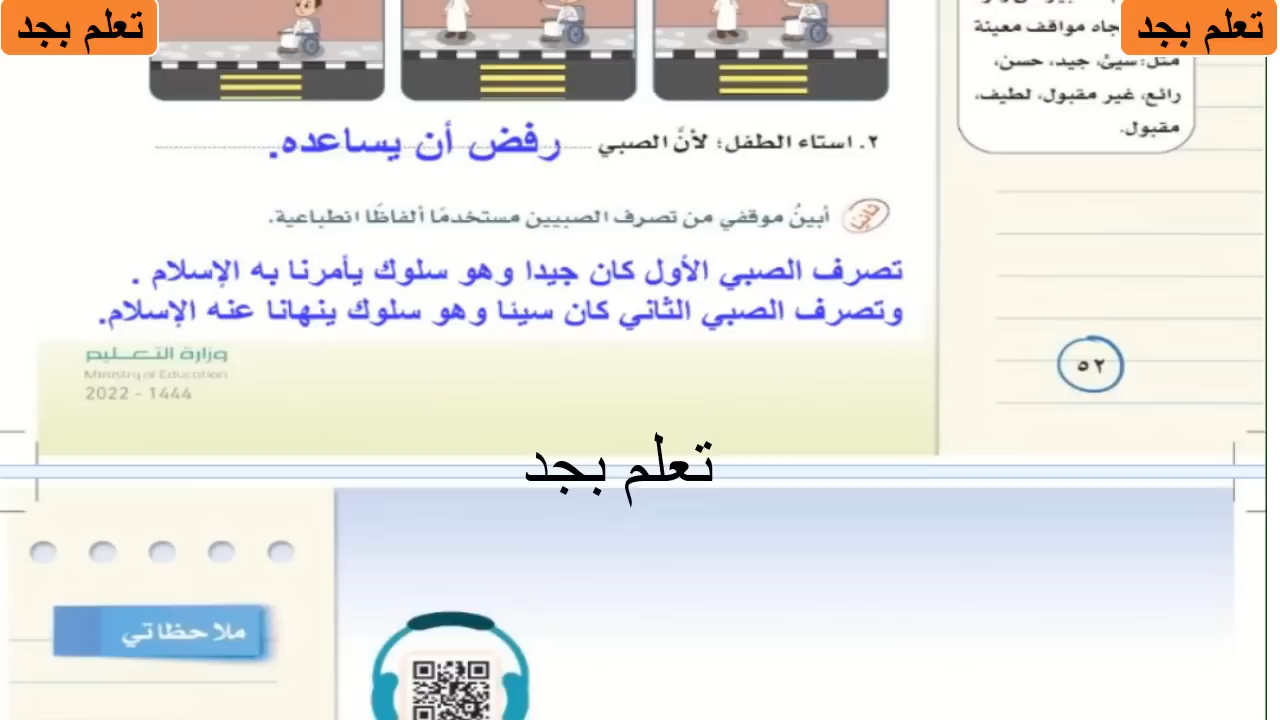 تعلم بجد
تعلم بجد
جاه مواقف معينة
مثل: سيئ، جيد، حسن،
رائع، غير مقبول، لطيف،
مقبول.
٢. استاء الطفل؛ لأنَّ الصبي رفض أن يساعده.
ثانيا أبينُ موقفي من تصرف الصبيين مستخدمًا ألفاظًا انطباعية.
تصرف الصبي الأول كان جيدا وهو سلوك يأمرنا به الإسلام .
وتصرف الصبي الثاني كان سيئا وهو سلوك ينهانا عنه الإسلام.
وزارة التعـليم
Ministry of Education
2022 - 1444
٥٢
تعلم بجد
ملاحظاتي